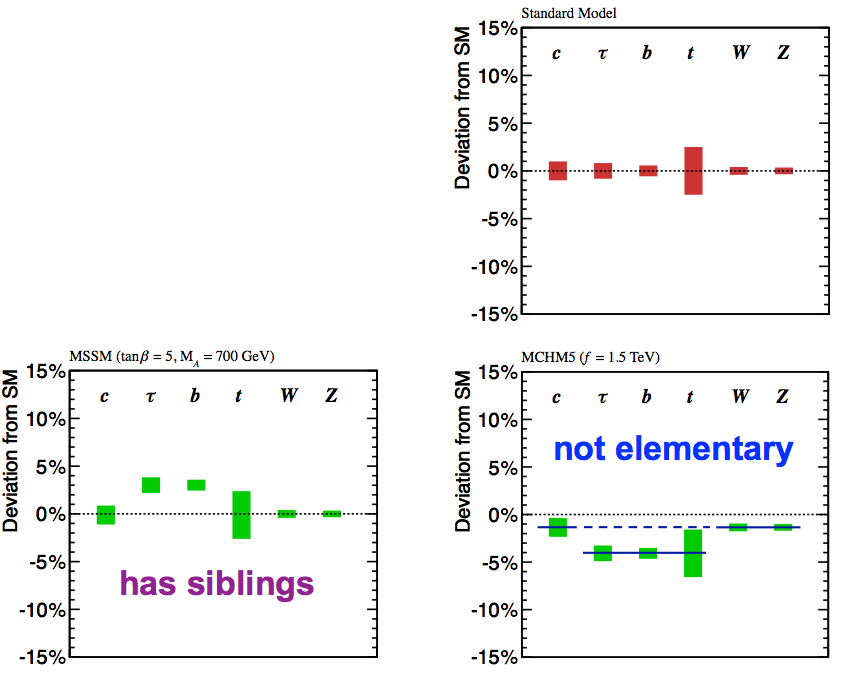 Standard Model
Deviation from SM
15%
10%
5%
0%
-5%
-10%
-15%
c τ b t W Z
MSSM (tanβ = 5, M_A = 700 GeV)
Deviation from SM
15%
10%
5%
0%
-5%
-10%
-15%
c τ b t W Z
has siblings
MCHM5 (f = 1.5 TeV)
Deviation from SM
15%
10%
5%
0%
-5%
-10%
-15%
c τ b t W Z
not elementary